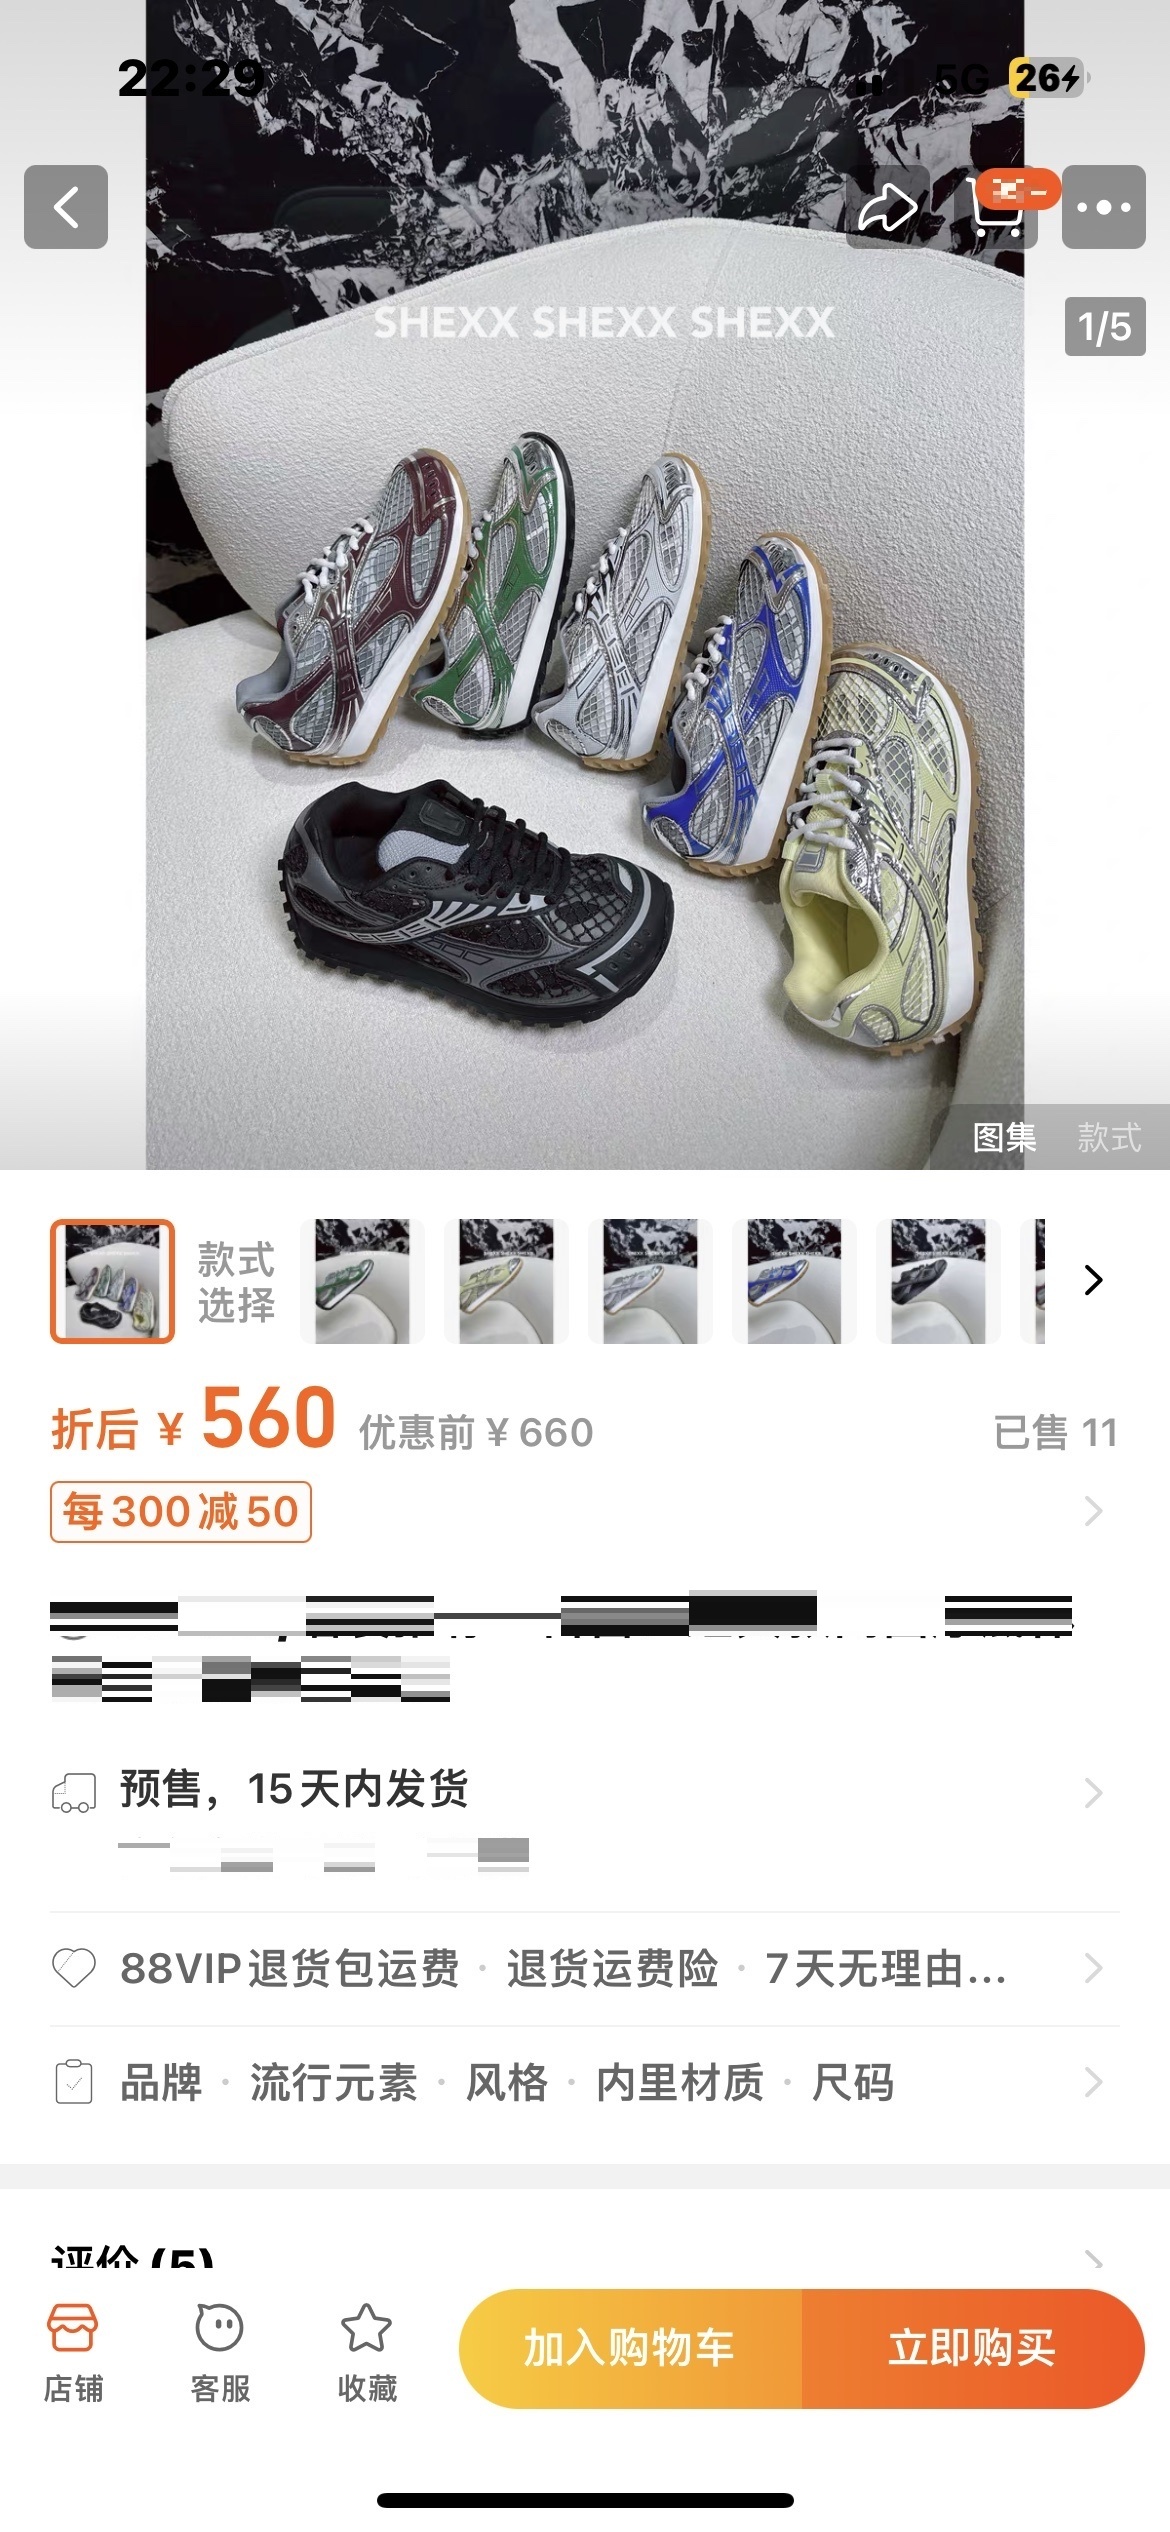 22:29
5G 26
1/5
SHEXX SHEXX SHEXX
图集 款式
款式
选择
折后 ¥ 560 优惠前 ¥ 660 已售 11
每300减50
预售，15天内发货
88VIP退货包运费 · 退货运费险 · 7天无理由...
品牌 · 流行元素 · 风格 · 内里材质 · 尺码
评价 (5)
店铺 客服 收藏 加入购物车 立即购买